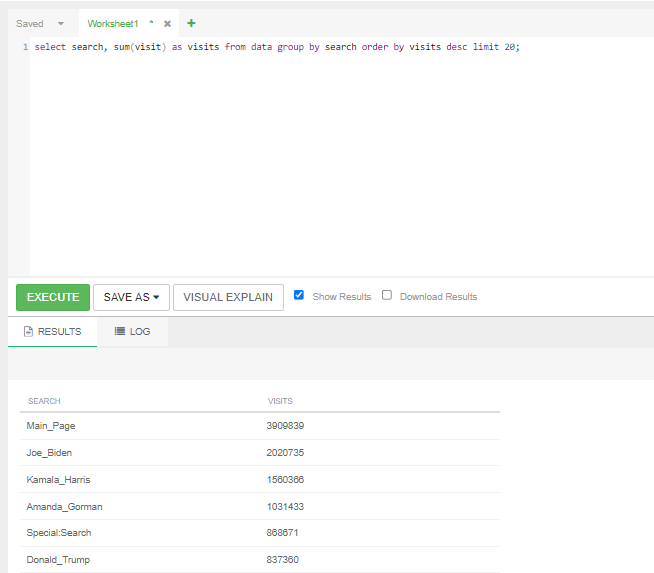 Saved Worksheet1 * ✖ +
1 select search, sum(visit) as visits from data group by search order by visits desc limit 20;
EXECUTE SAVE AS VISUAL EXPLAIN Show Results Download Results
RESULTS LOG
SEARCH VISITS
Main_Page 3909839
Joe_Biden 2020735
Kamala_Harris 1560366
Amanda_Gorman 1031433
Special:Search 868671
Donald_Trump 837360